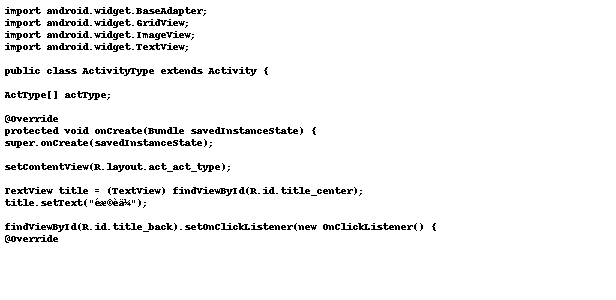 import android.widget.BaseAdapter;
import android.widget.GridView;
import android.widget.ImageView;
import android.widget.TextView;
public class ActivityType extends Activity {
ActType[] actType;
@Override
protected void onCreate(Bundle savedInstanceState) {
super.onCreate(savedInstanceState);
setContentView(R.layout.act_act_type);
TextView title = (TextView) findViewById(R.id.title_center);
title.setText("éæ©èä¼");
findViewById(R.id.title_back).setOnClickListener(new OnClickListener() {
@Override